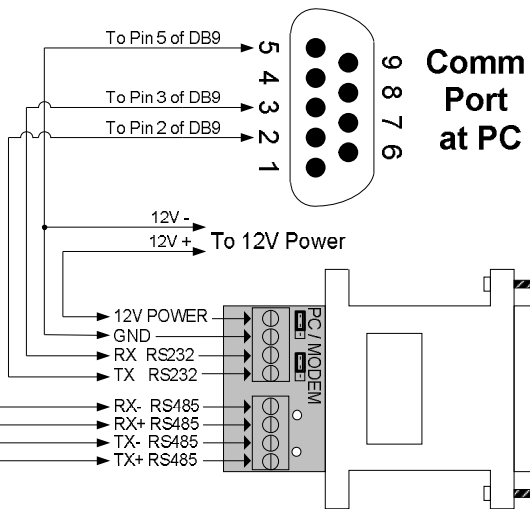 To Pin 5 of DB9
To Pin 3 of DB9
To Pin 2 of DB9
5
4
3
2
1
9
8
7
6
Comm
Port
at PC
12V -
12V +
To 12V Power
12V POWER
GND
RX RS232
TX RS232
RX- RS485
RX+ RS485
TX- RS485
TX+ RS485
PC / MODEM